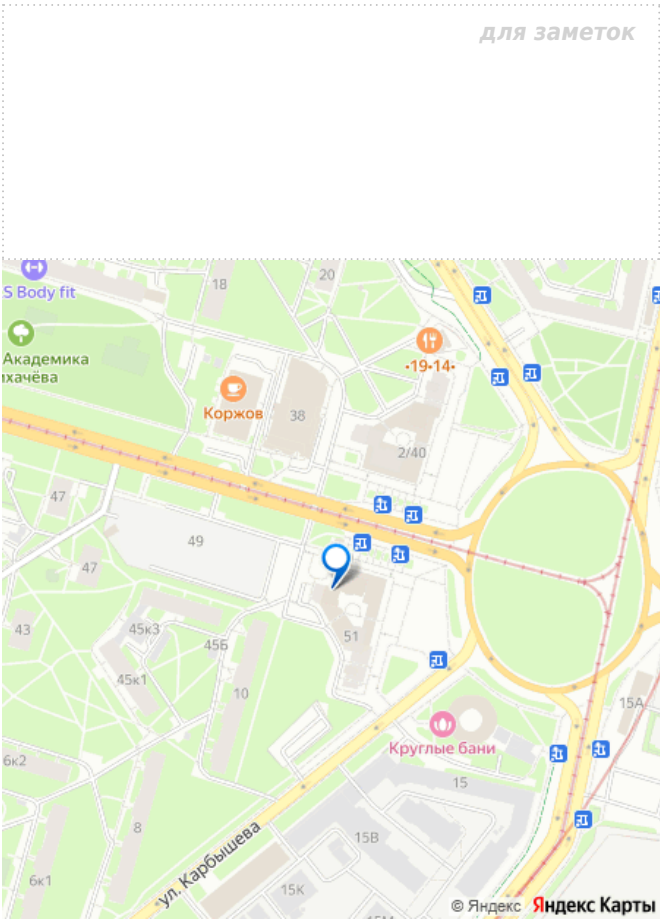 для заметок
S Body fit
18
20
Академика
ихачёва
•19•14•
Коржов
38
2/40
47
49
47
51
43
45к3
45Б
45к1
10
15А
Круглые бани
6к2
15
8
15В
ул. Карбышева
6к1
15К
15М
© Яндекс Яндекс Карты